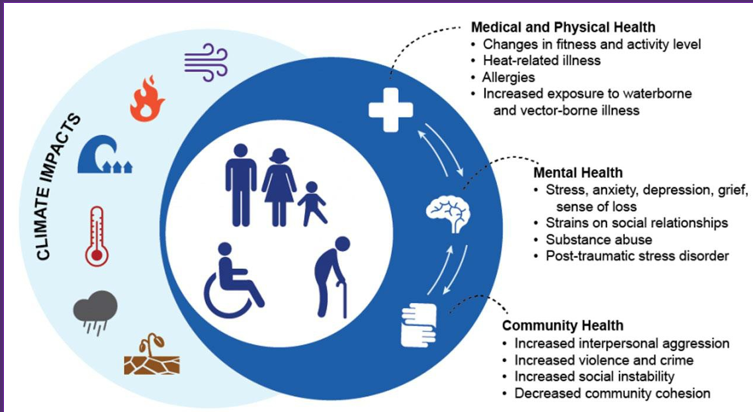 CLIMATE IMPACTS
Medical and Physical Health
• Changes in fitness and activity level
• Heat-related illness
• Allergies
• Increased exposure to waterborne
and vector-borne illness
Mental Health
• Stress, anxiety, depression, grief,
sense of loss
• Strains on social relationships
• Substance abuse
• Post-traumatic stress disorder
Community Health
• Increased interpersonal aggression
• Increased violence and crime
• Increased social instability
• Decreased community cohesion